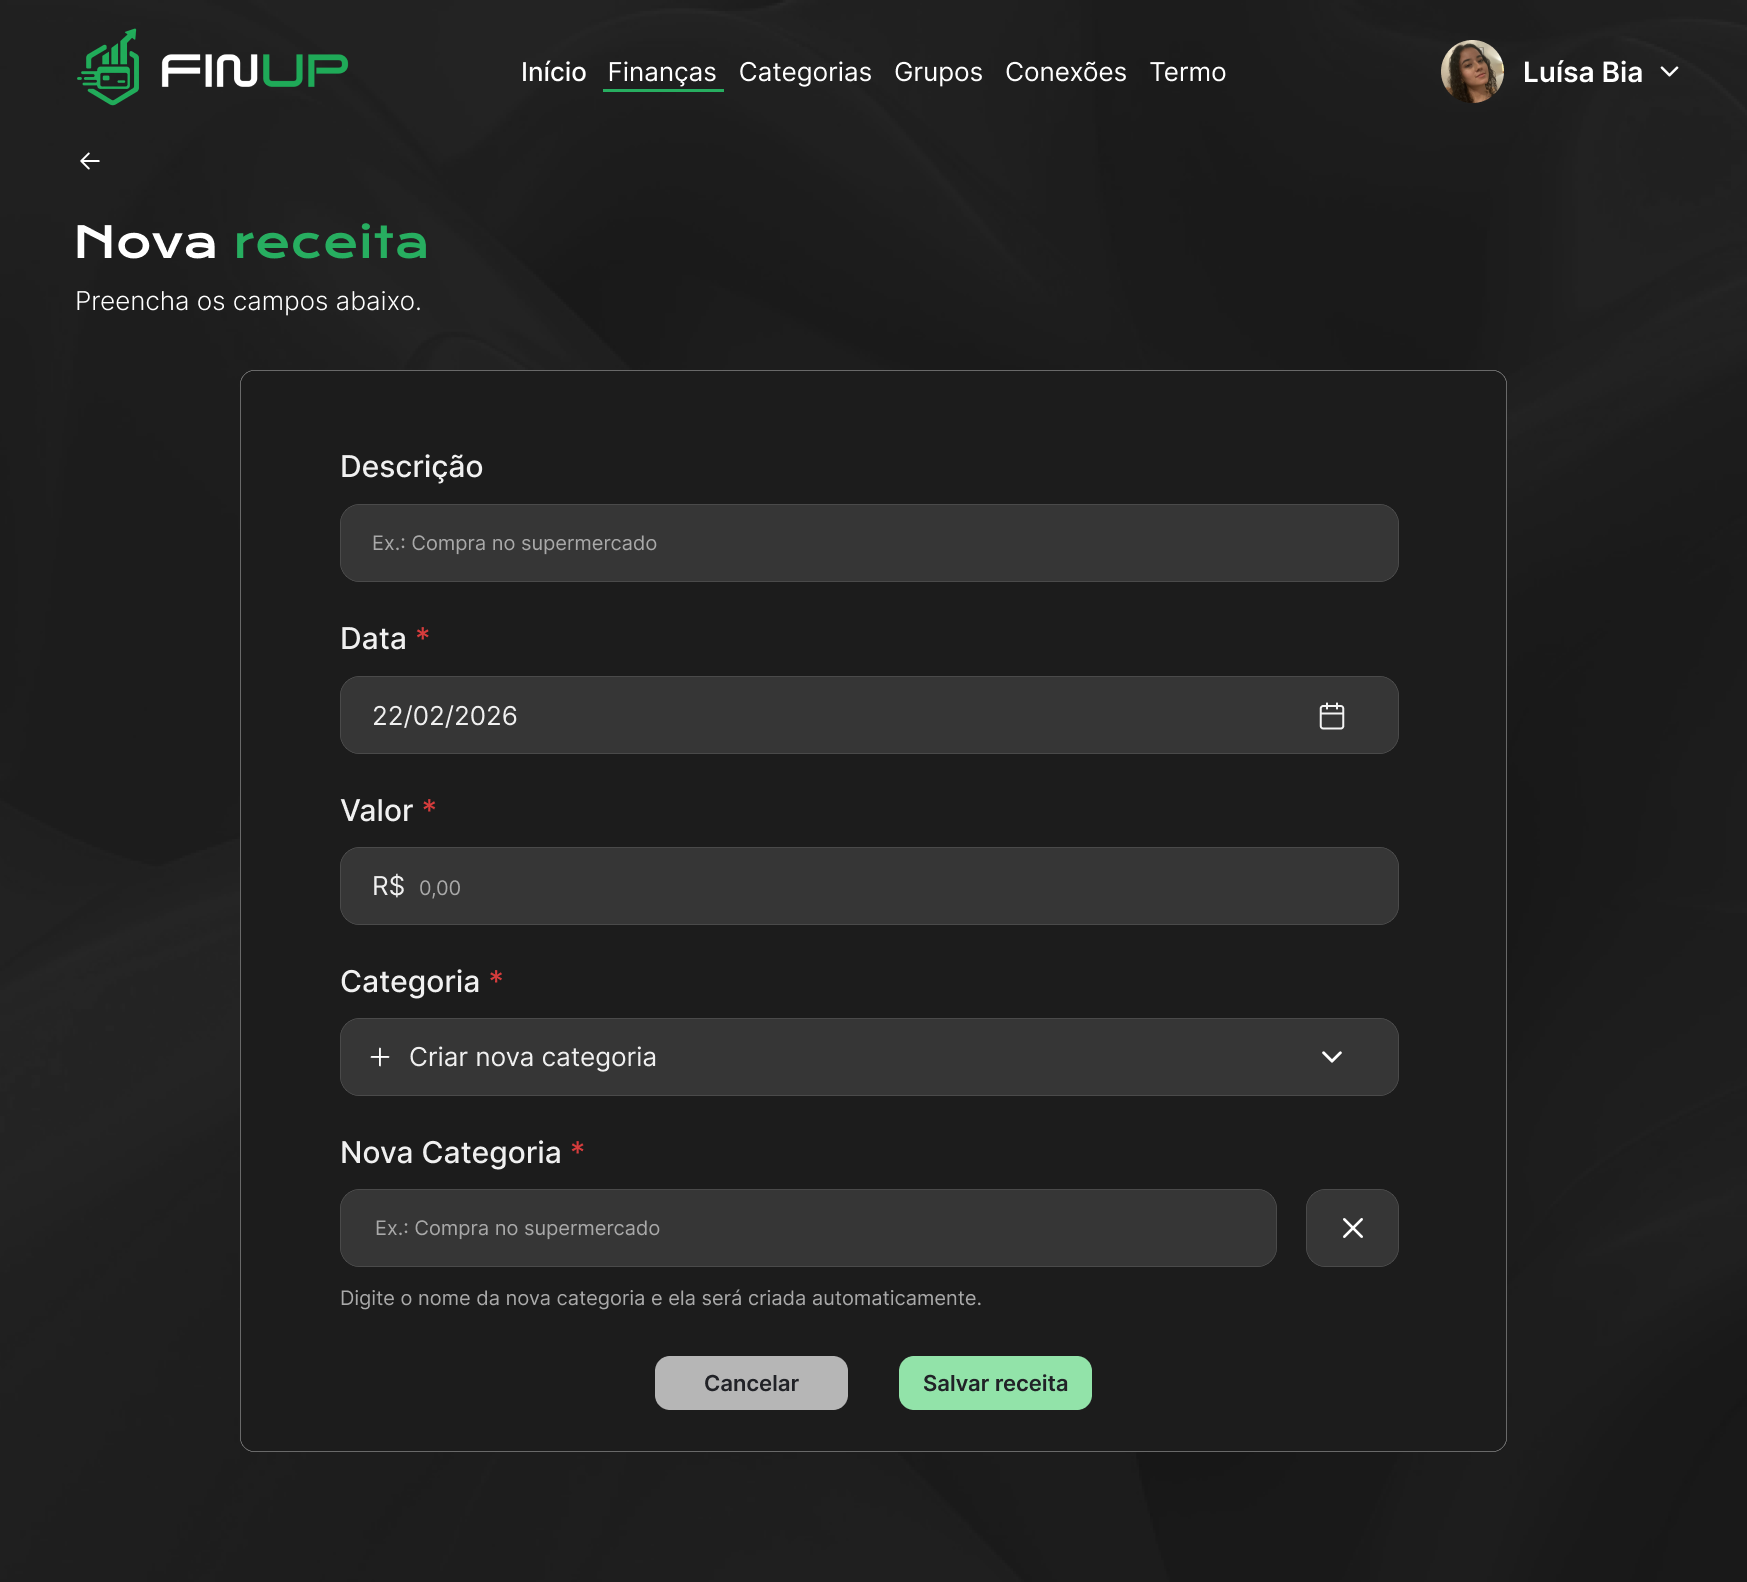 FINUP
Início Finanças Categorias Grupos Conexões Termo
Luísa Bia
Nova receita
Preencha os campos abaixo.
Descrição
Ex.: Compra no supermercado
Data *
22/02/2026
Valor *
R$ 0,00
Categoria *
+ Criar nova categoria
Nova Categoria *
Ex.: Compra no supermercado
Digite o nome da nova categoria e ela será criada automaticamente.
Cancelar
Salvar receita